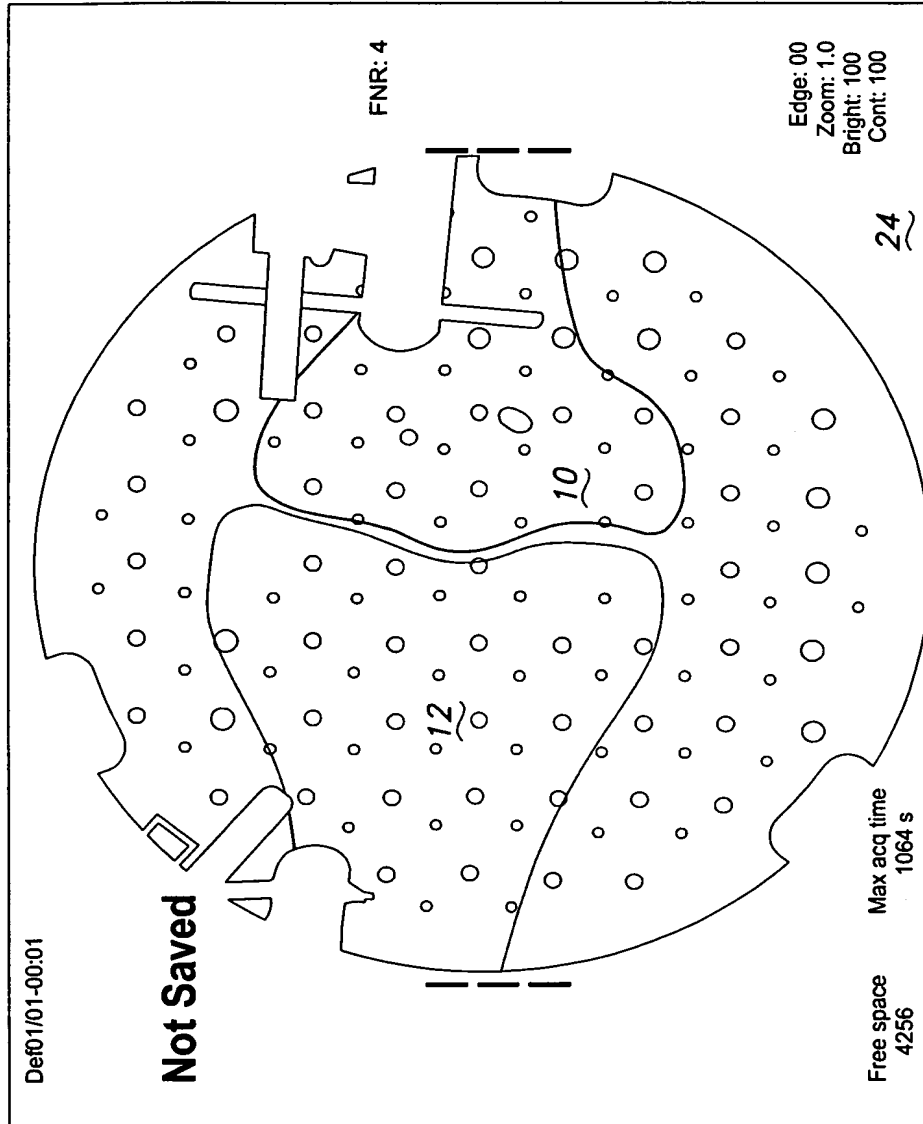 Def01/01-00:01
Not Saved
FNR: 4
12
10
Free space
4256
Max acq time
1064 s
24
Edge: 00
Zoom: 1.0
Bright: 100
Cont: 100